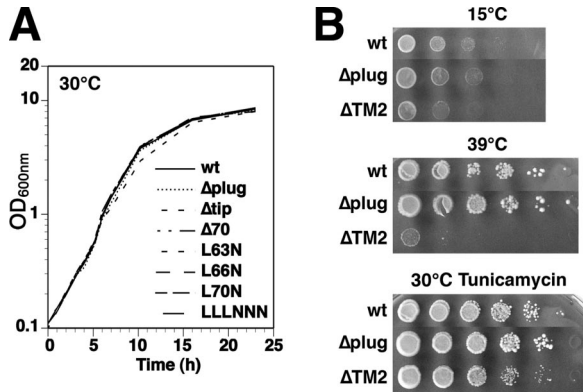 A
30°C
20
10
1
0.1
OD600nm
0
5
10
15
20
25
Time (h)
wt
Δplug
Δtip
Δ70
L63N
L66N
L70N
LLLNNN
B
15°C
wt
Δplug
ΔTM2
39°C
wt
Δplug
ΔTM2
30°C Tunicamycin
wt
Δplug
ΔTM2